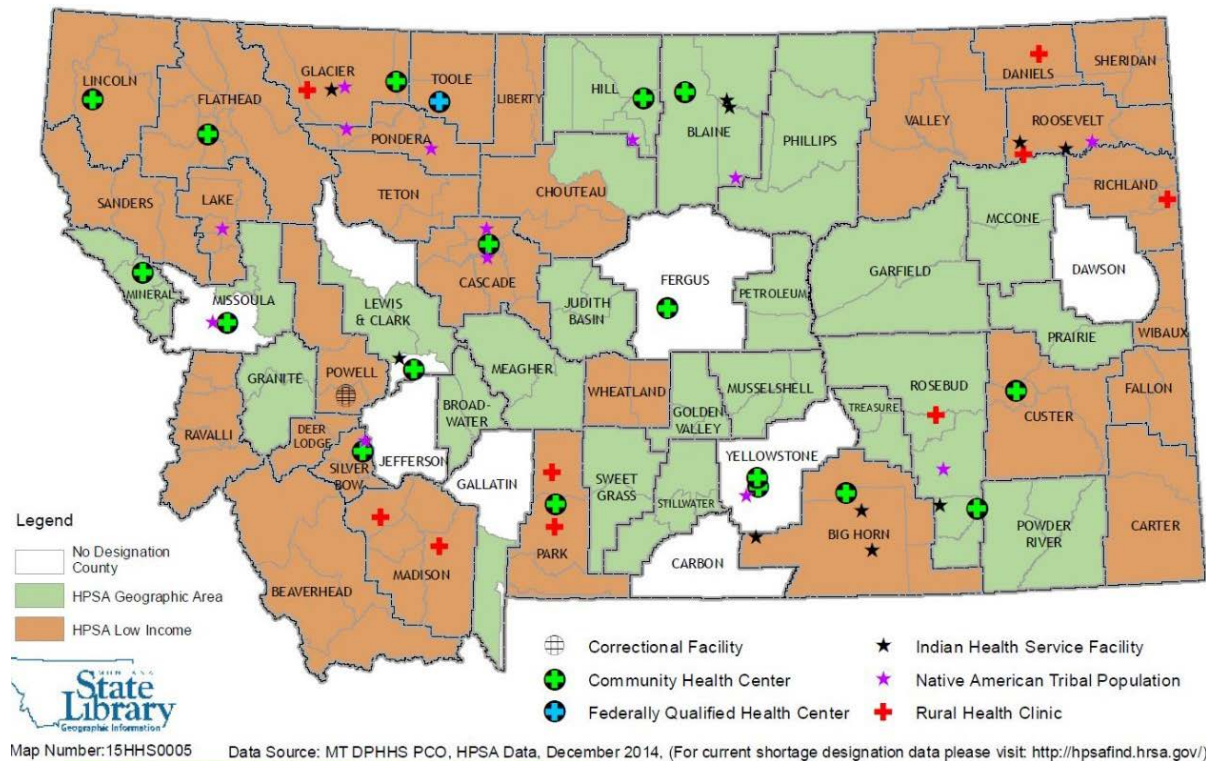 LINCOLN
FLATHEAD
GLACIER
TOOLE
LIBERTY
HILL
BLAINE
PHILLIPS
VALLEY
DANIELS
SHERIDAN
ROOSEVELT
PONDERA
TETON
CHOUTEAU
RICHLAND
SANDERS
LAKE
MCCONE
DAWSON
MINERAL
MISSOULA
CASCADE
FERGUS
GARFIELD
LEWIS
& CLARK
JUDITH
BASIN
PETROLEUM
PRAIRIE
WIBAUX
GRANITE
POWELL
MEAGHER
WHEATLAND
MUSSELSHELL
ROSEBUD
FALLON
RAVALLI
DEER
LODGE
BROAD-
WATER
GOLDEN
VALLEY
TREASURE
CUSTER
SILVER
BOW
JEFFERSON
GALLATIN
SWEET
GRASS
STILLWATER
YELLOWSTONE
BIG HORN
POWDER
RIVER
CARTER
BEAVERHEAD
MADISON
PARK
CARBON
Legend
No Designation
County
HPSA Geographic Area
HPSA Low Income
Correctional Facility
Community Health Center
Federally Qualified Health Center
Indian Health Service Facility
Native American Tribal Population
Rural Health Clinic
State
Library
Geographic Information
Map Number:15HHS0005
Data Source: MT DPHHS PCO, HPSA Data, December 2014, (For current shortage designation data please visit: http://hpsafind.hrsa.gov/)